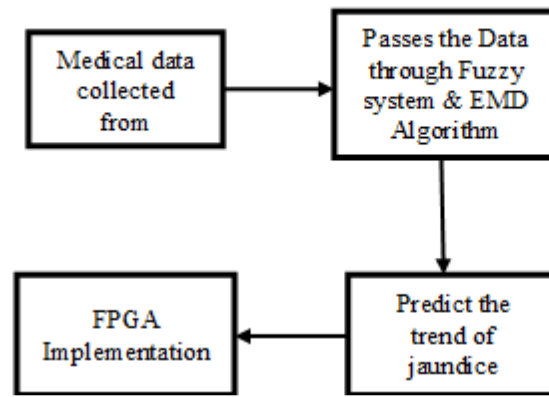 Medical data
collected
from
Passes the Data
through Fuzzy
system & EMD
Algorithm
Predict the
trend of
jaundice
FPGA
Implementation